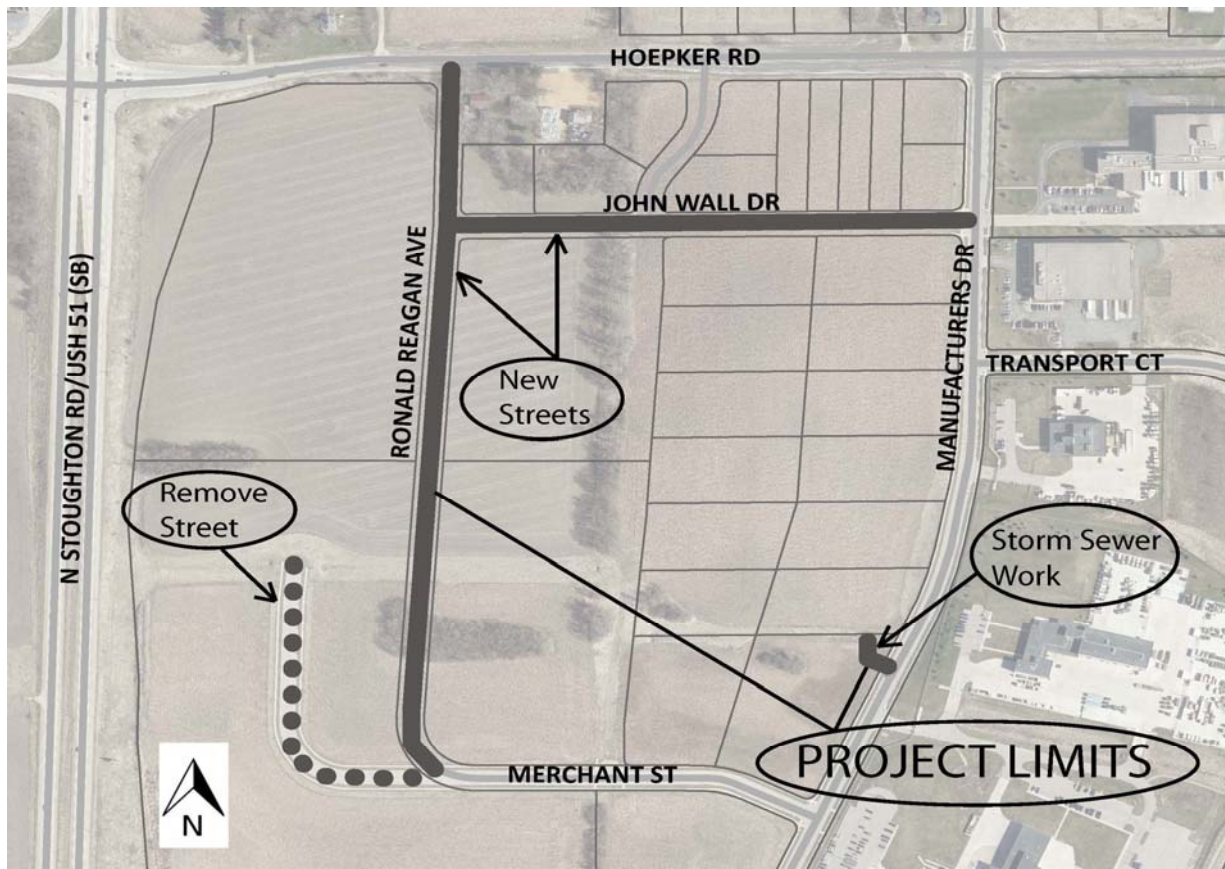 HOEPKER RD
JOHN WALL DR
N STOUGHTON RD/USH 51 (SB)
RONALD REAGAN AVE
MANUFACTURERS DR
TRANSPORT CT
New
Streets
Remove
Street
Storm Sewer
Work
PROJECT LIMITS
MERCHANT ST
N